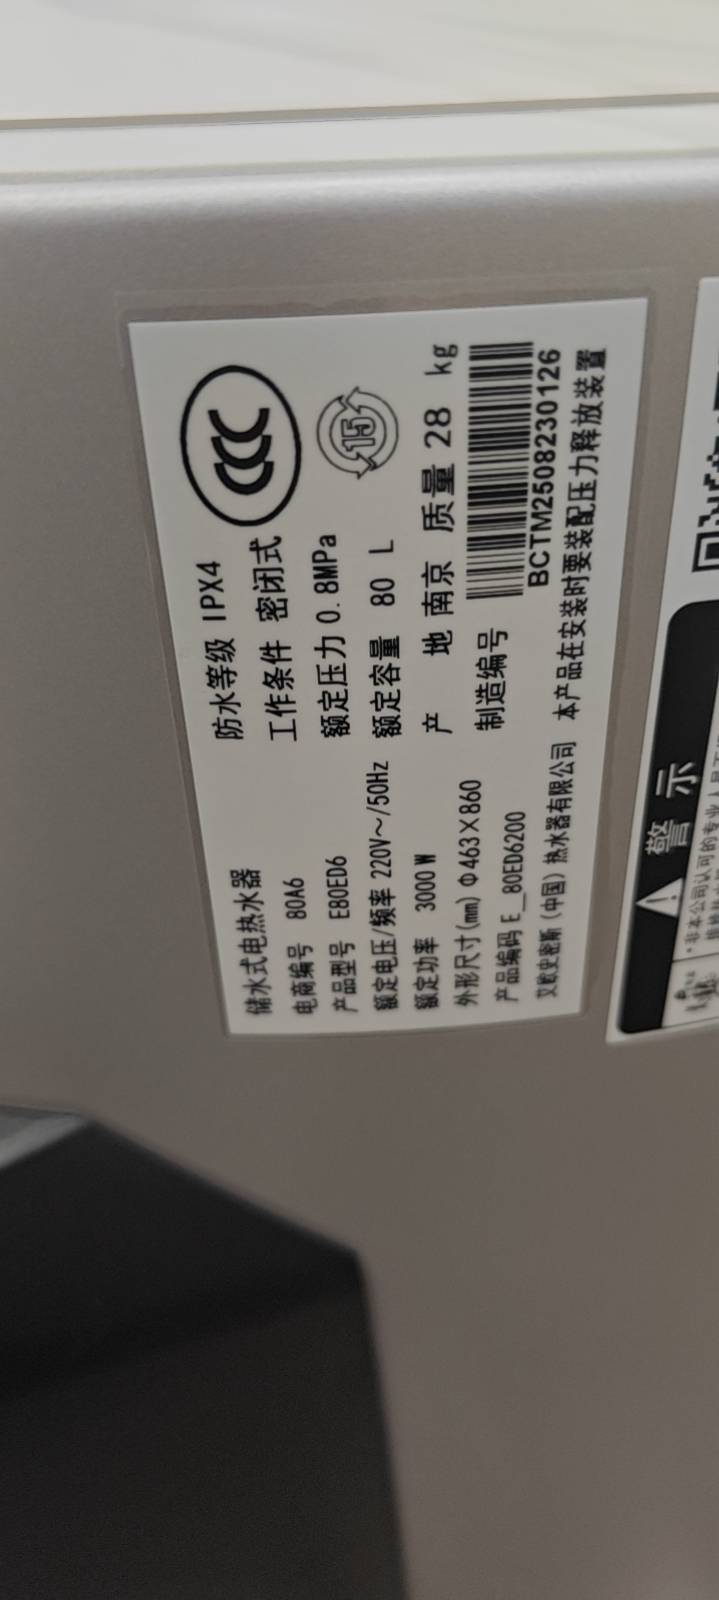 储水式电热水器
电商编号 80A6
产品型号 E80ED6
额定电压/频率 220V～/50Hz
额定功率 3000 W
外形尺寸(mm) Φ463×860
产品编码 E_80ED6200
艾欧史密斯（中国）热水器有限公司
防水等级 IPX4
工作条件 密闭式
额定压力 0.8MPa
额定容量 80 L
产 地 南京 质量 28 kg
制造编号
BCTM2508230126
本产品在安装时要装配压力释放装置
CCC
15
警示